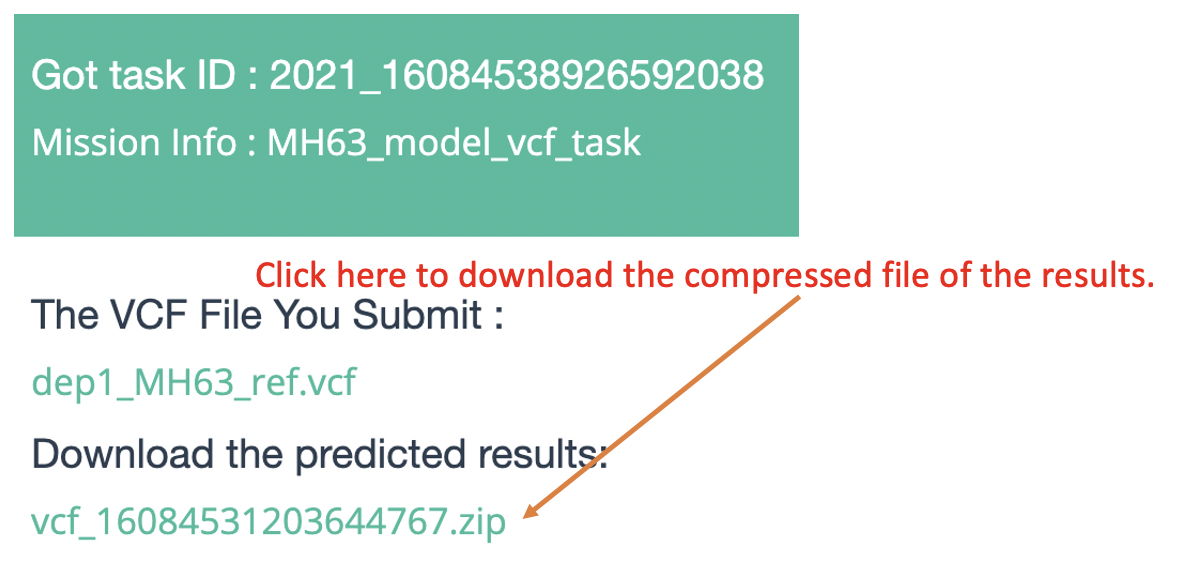 Got task ID : 2021_16084538926592038
Mission Info : MH63_model_vcf_task
Click here to download the compressed file of the results.
The VCF File You Submit :
dep1_MH63_ref.vcf
Download the predicted results:
vcf_16084531203644767.zip